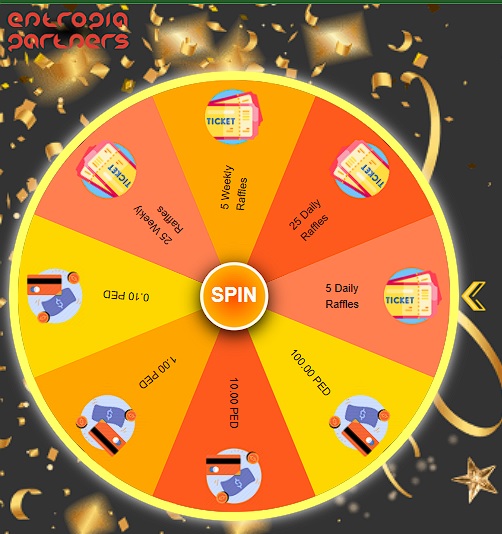 entropia
partners
TICKET
5 Weekly
Raffles
TICKET
25 Daily
Raffles
TICKET
5 Daily
Raffles
100.00 PED
10.00 PED
1.00 PED
0.10 PED
TICKET
25 Weekly
Raffles
SPIN